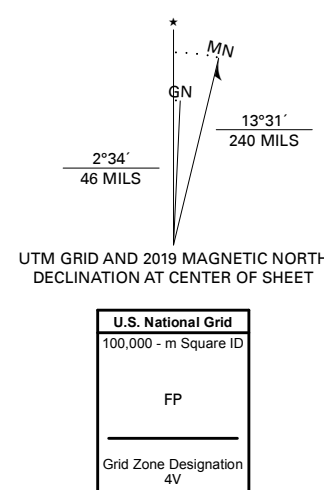 ★
MN
GN
13°31´
240 MILS
2°34´
46 MILS
UTM GRID AND 2019 MAGNETIC NORTH
DECLINATION AT CENTER OF SHEET
U.S. National Grid
100,000 - m Square ID
FP
Grid Zone Designation
4V